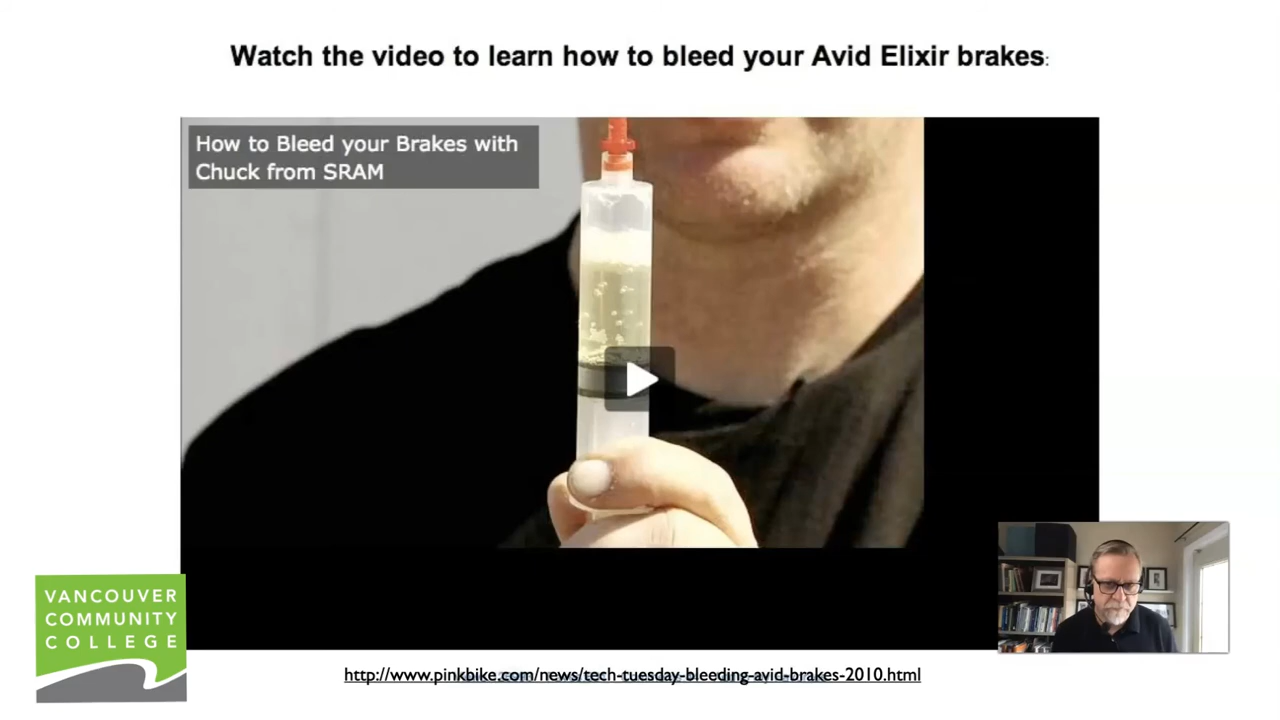 Watch the video to learn how to bleed your Avid Elixir brakes:
How to Bleed your Brakes with
Chuck from SRAM
VANCOUVER
COMMUNITY
COLLEGE
http://www.pinkbike.com/news/tech-tuesday-bleeding-avid-brakes-2010.html